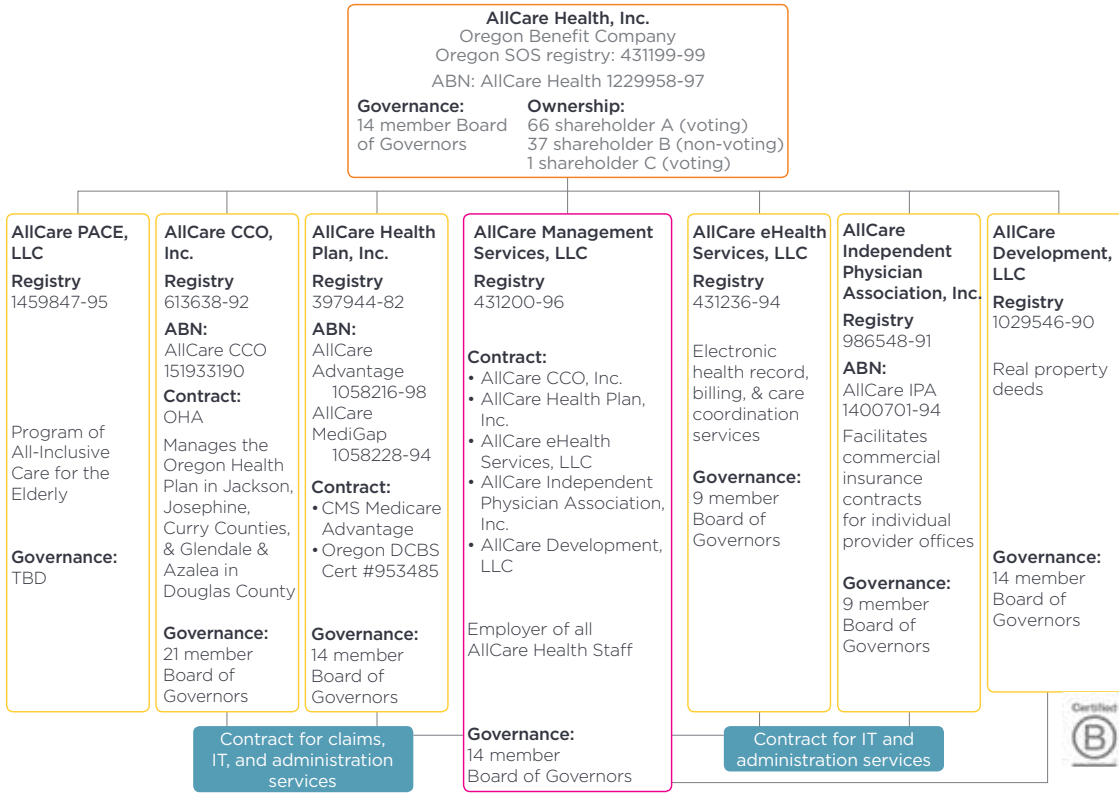 AllCare Health, Inc.
Oregon Benefit Company
Oregon SOS registry: 431199-99
ABN: AllCare Health 1229958-97
Governance:
14 member Board
of Governors
Ownership:
66 shareholder A (voting)
37 shareholder B (non-voting)
1 shareholder C (voting)
AllCare PACE,
LLC
Registry
1459847-95
Program of
All-Inclusive
Care for the
Elderly
Governance:
TBD
AllCare CCO,
Inc.
Registry
613638-92
ABN:
AllCare CCO
151933190
Contract:
OHA
Manages the
Oregon Health
Plan in Jackson,
Josephine,
Curry Counties,
& Glendale &
Azalea in
Douglas County
Governance:
21 member
Board of
Governors
AllCare Health
Plan, Inc.
Registry
397944-82
ABN:
AllCare
Advantage
1058216-98
AllCare
MediGap
1058228-94
Contract:
• CMS Medicare
Advantage
• Oregon DCBS
Cert #953485
Governance:
14 member
Board of
Governors
AllCare Management
Services, LLC
Registry
431200-96
Contract:
• AllCare CCO, Inc.
• AllCare Health Plan,
Inc.
• AllCare eHealth
Services, LLC
• AllCare Independent
Physician Association,
Inc.
• AllCare Development,
LLC
Employer of all
AllCare Health Staff
Governance:
14 member
Board of Governors
AllCare eHealth
Services, LLC
Registry
431236-94
Electronic
health record,
billing, & care
coordination
services
Governance:
9 member
Board of
Governors
AllCare
Independent
Physician
Association, Inc.
Registry
986548-91
ABN:
AllCare IPA
1400701-94
Facilitates
commercial
insurance
contracts
for individual
provider offices
Governance:
9 member
Board of
Governors
AllCare
Development,
LLC
Registry
1029546-90
Real property
deeds
Governance:
14 member
Board of
Governors
Contract for claims,
IT, and administration
services
Contract for IT and
administration services
Certified
B